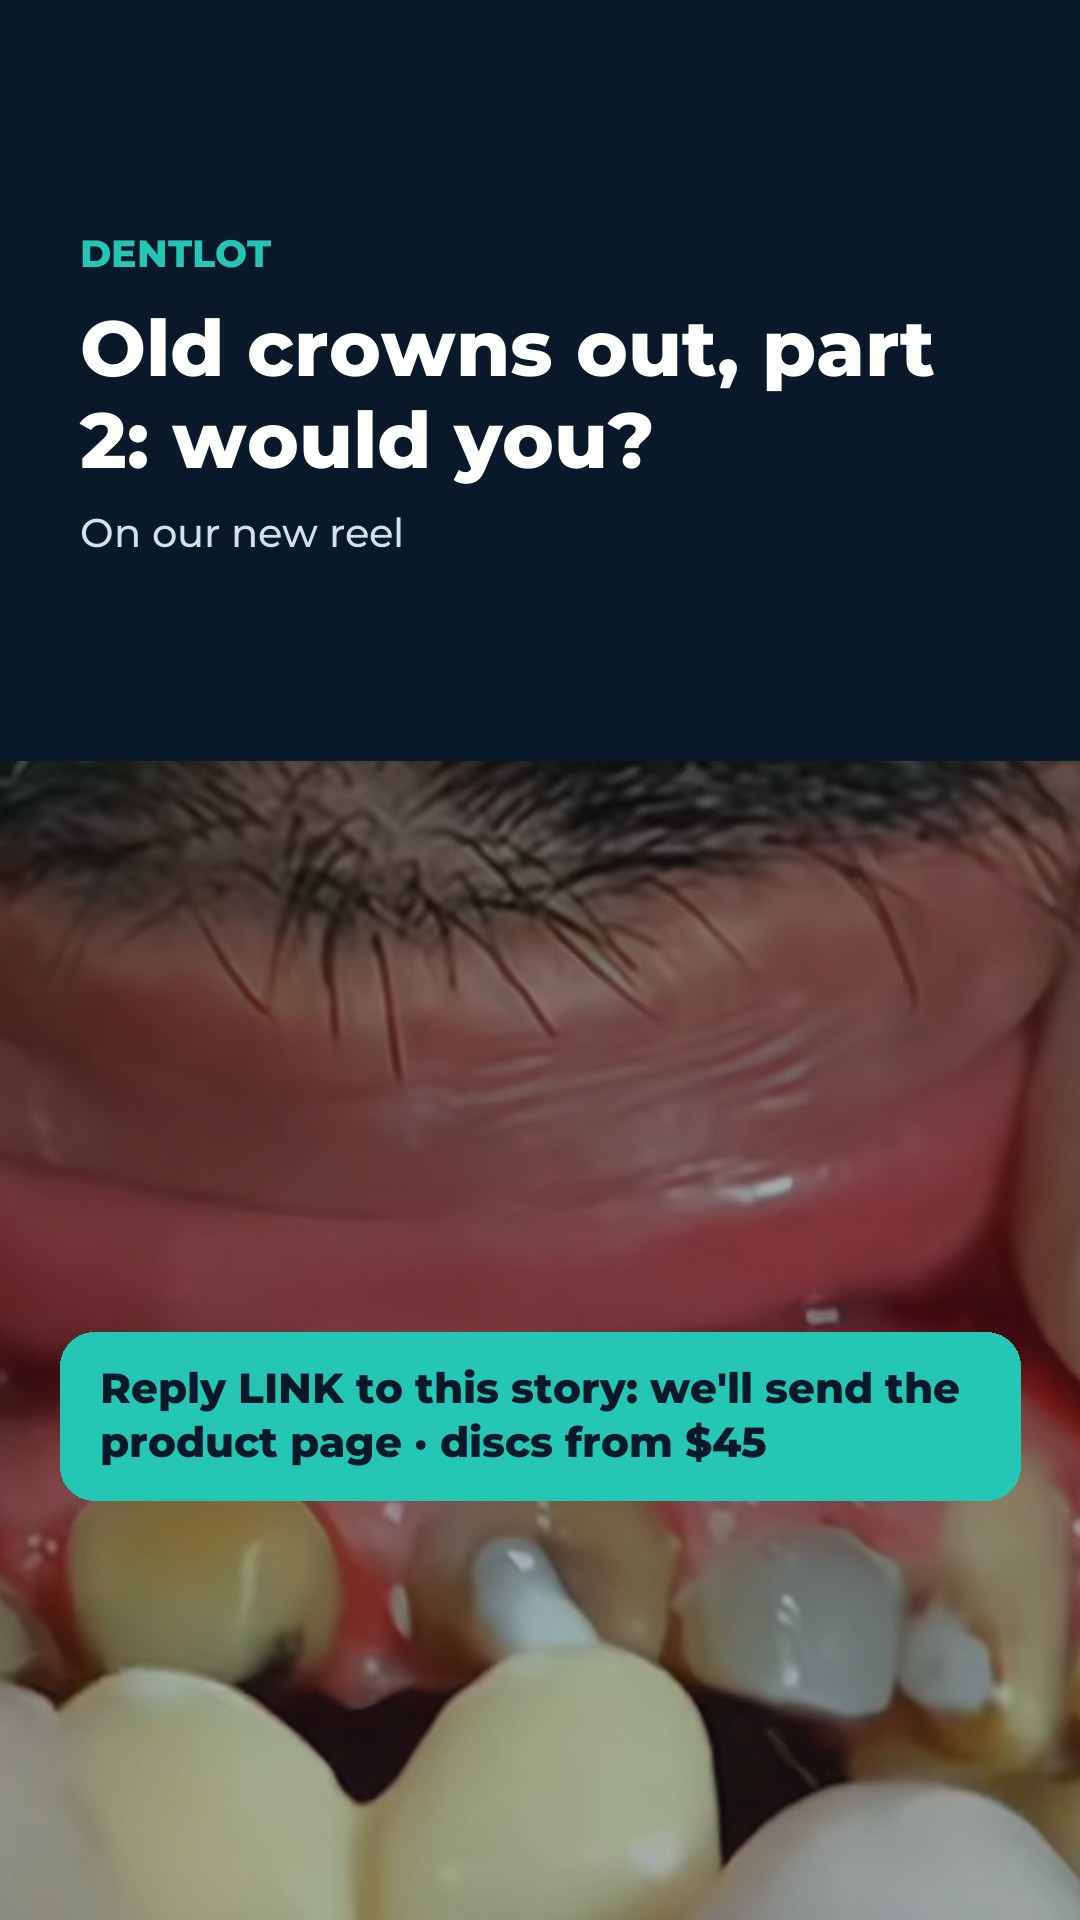 DENTLOT
Old crowns out, part
2: would you?
On our new reel
Reply LINK to this story: we'll send the
product page • discs from $45